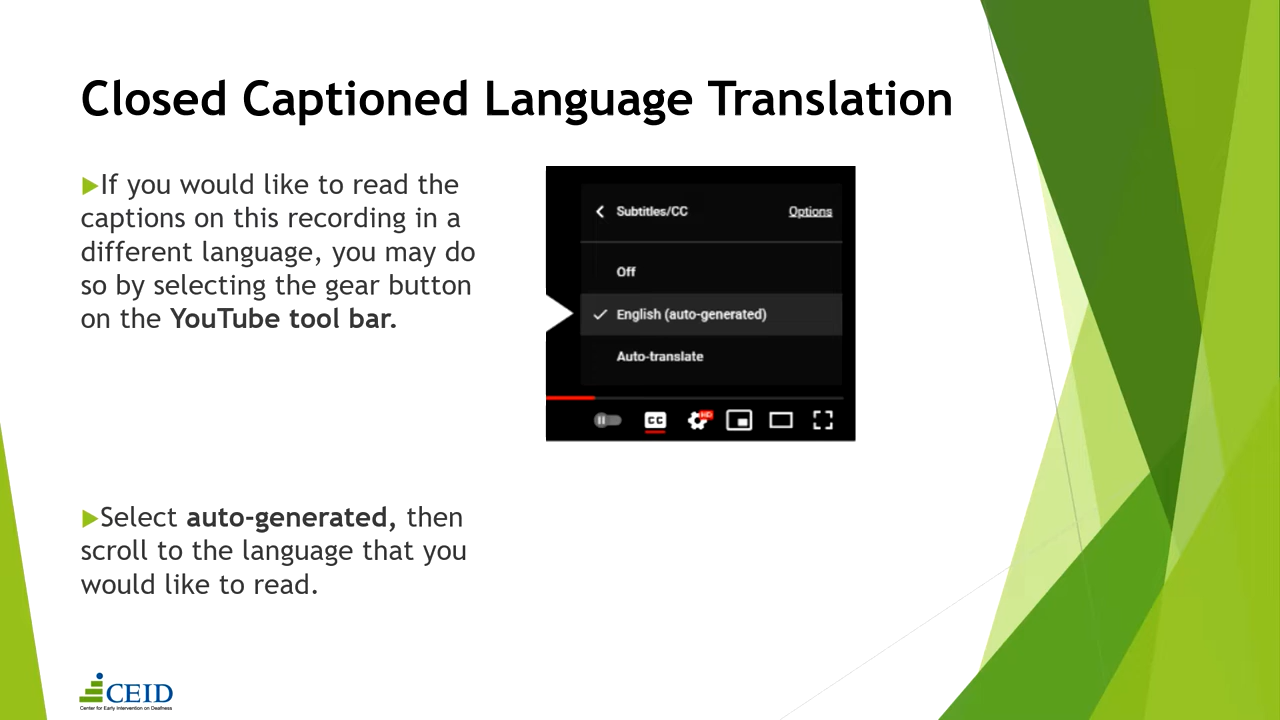 Closed Captioned Language Translation
If you would like to read the
captions on this recording in a
different language, you may do
so by selecting the gear button
on the YouTube tool bar.
Subtitles/CC
Options
Off
English (auto-generated)
Auto-translate
CC
HD
Select auto-generated, then
scroll to the language that you
would like to read.
CEID
Center for Early Intervention on Deafness